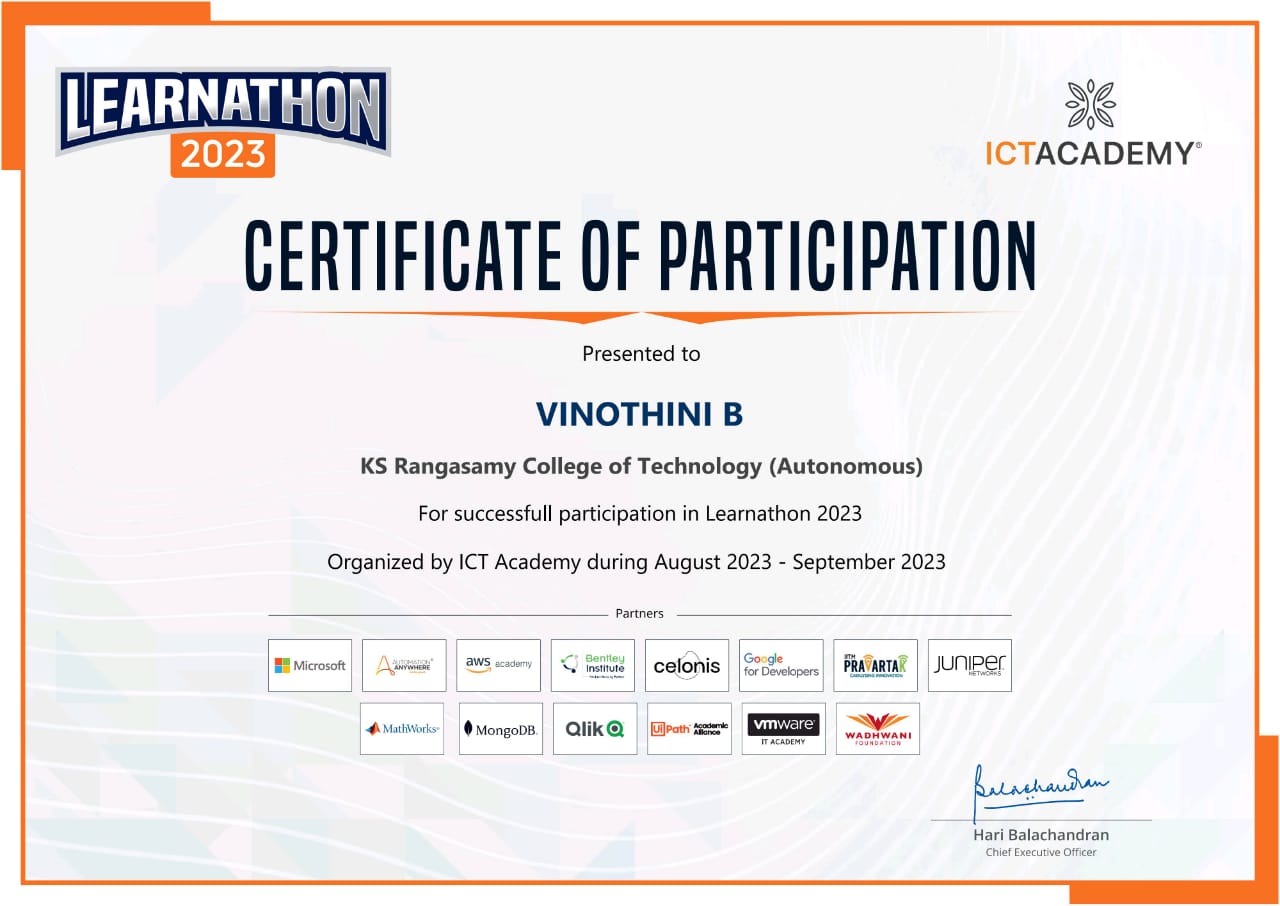 LEARNATHON
2023
ICTACADEMY®
CERTIFICATE OF PARTICIPATION
Presented to
VINOTHINI B
KS Rangasamy College of Technology (Autonomous)
For successfull participation in Learnathon 2023
Organized by ICT Academy during August 2023 - September 2023
Partners
Microsoft
AUTOMATION
ANYWHERE
aws academy
Bentley
Institute
celonis
Google
for Developers
IITM
PRAVARTAK
CATALYSING INNOVATION
JUNIPER
NETWORKS
MathWorks®
MongoDB.
Qlik
UiPath Academic
Alliance
vmware®
IT ACADEMY
WADHWANI
FOUNDATION
Balachandran
Hari Balachandran
Chief Executive Officer